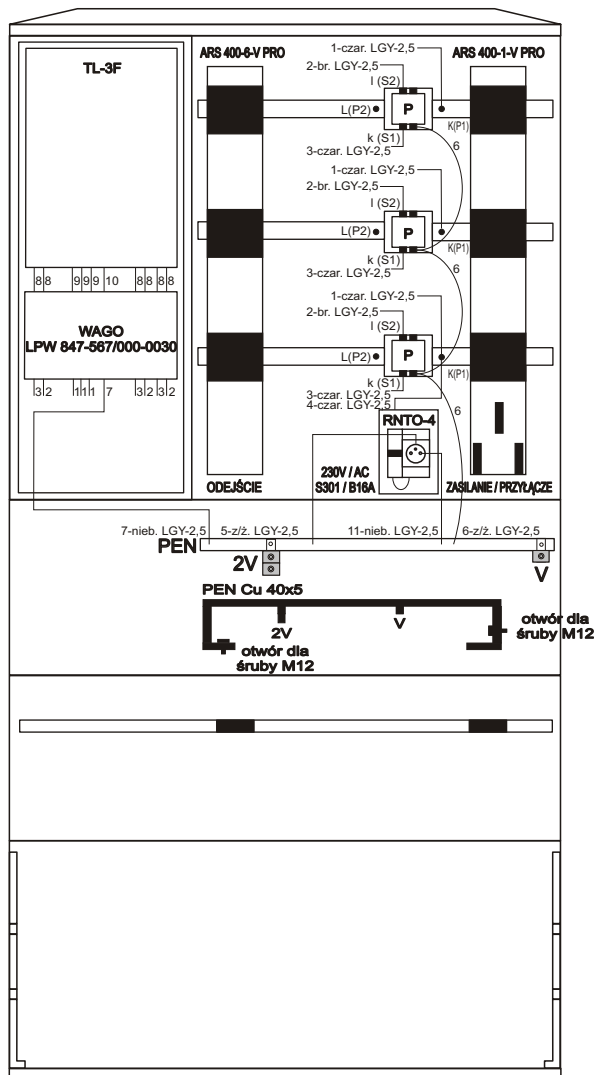 TL-3F
8 8 9 9 9 10 8 8 8 8
WAGO
LPW 847-567/000-0030
3 2 1 1 1 7 3 2 3 2
ARS 400-6-V PRO
ARS 400-1-V PRO
1-czar. LGY-2,5
2-br. LGY-2,5
l (S2)
L(P2)
P
K(P1)
k (S1)
3-czar. LGY-2,5
6
1-czar. LGY-2,5
2-br. LGY-2,5
l (S2)
L(P2)
P
K(P1)
k (S1)
3-czar. LGY-2,5
6
1-czar. LGY-2,5
2-br. LGY-2,5
l (S2)
L(P2)
P
K(P1)
k (S1)
3-czar. LGY-2,5
4-czar. LGY-2,5
6
RNTO-4
230V / AC
S301 / B16A
ODEJŚCIE
ZASILANIE / PRZYŁĄCZE
7-nieb. LGY-2,5
5-z/ż. LGY-2,5
11-nieb. LGY-2,5
6-z/ż. LGY-2,5
PEN
2V
V
PEN Cu 40x5
2V
V
otwór dla
śruby M12
otwór dla
śruby M12